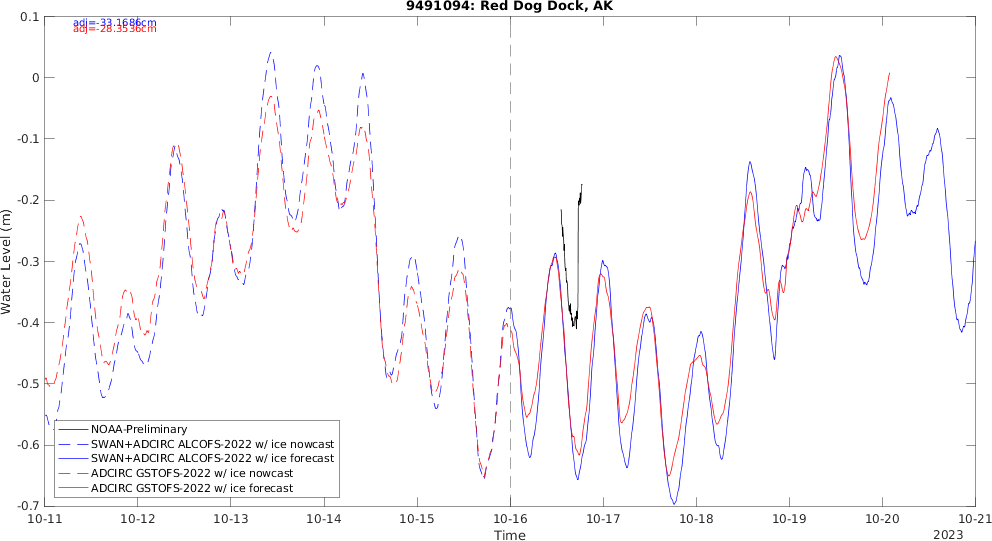 9491094: Red Dog Dock, AK
adj=-33.1686cm
adj=-28.3536cm
0.1
0
-0.1
-0.2
-0.3
-0.4
-0.5
-0.6
-0.7
Water Level (m)
NOAA-Preliminary
SWAN+ADCIRC ALCOFS-2022 w/ ice nowcast
SWAN+ADCIRC ALCOFS-2022 w/ ice forecast
ADCIRC GSTOFS-2022 w/ ice nowcast
ADCIRC GSTOFS-2022 w/ ice forecast
10-11 10-12 10-13 10-14 10-15 10-16 10-17 10-18 10-19 10-20 10-21
Time
2023